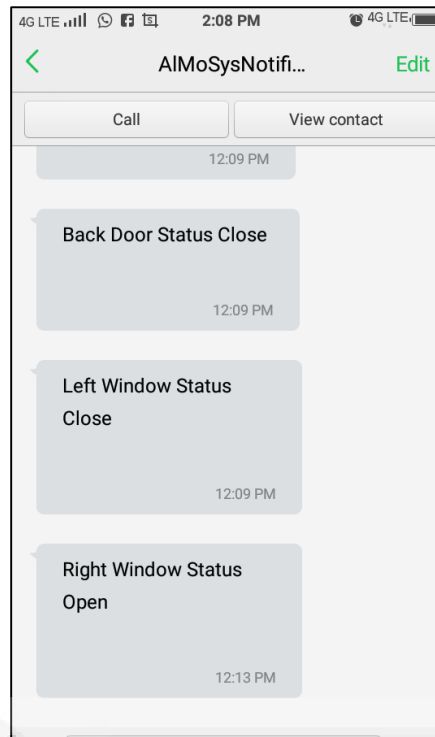 4G LTE 2:08 PM 4G LTE
AlMoSysNotifi... Edit
Call View contact
12:09 PM
Back Door Status Close
12:09 PM
Left Window Status
Close
12:09 PM
Right Window Status
Open
12:13 PM